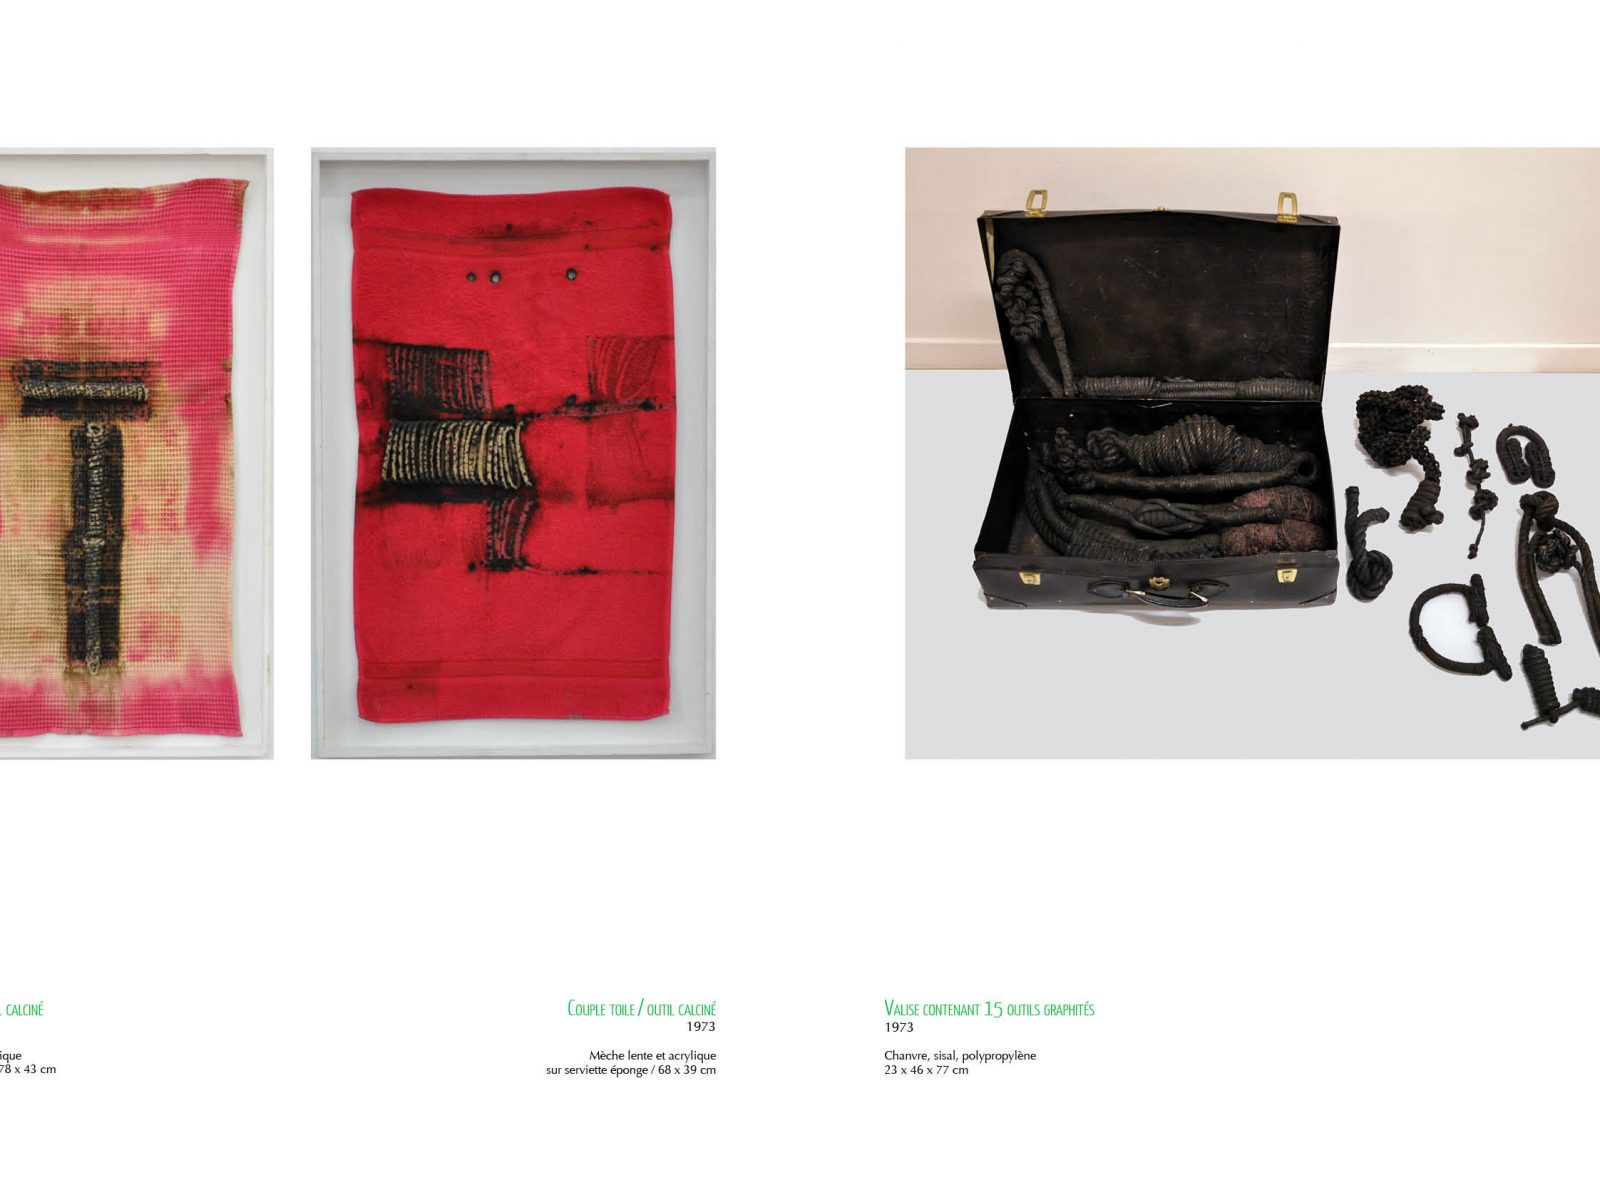 CALCINÉ
78 x 43 cm
Couple toile / outil calciné
1973
Mèche lente et acrylique
sur serviette éponge / 68 x 39 cm
Valise contenant 15 outils graphités
1973
Chanvre, sisal, polypropylène
23 x 46 x 77 cm